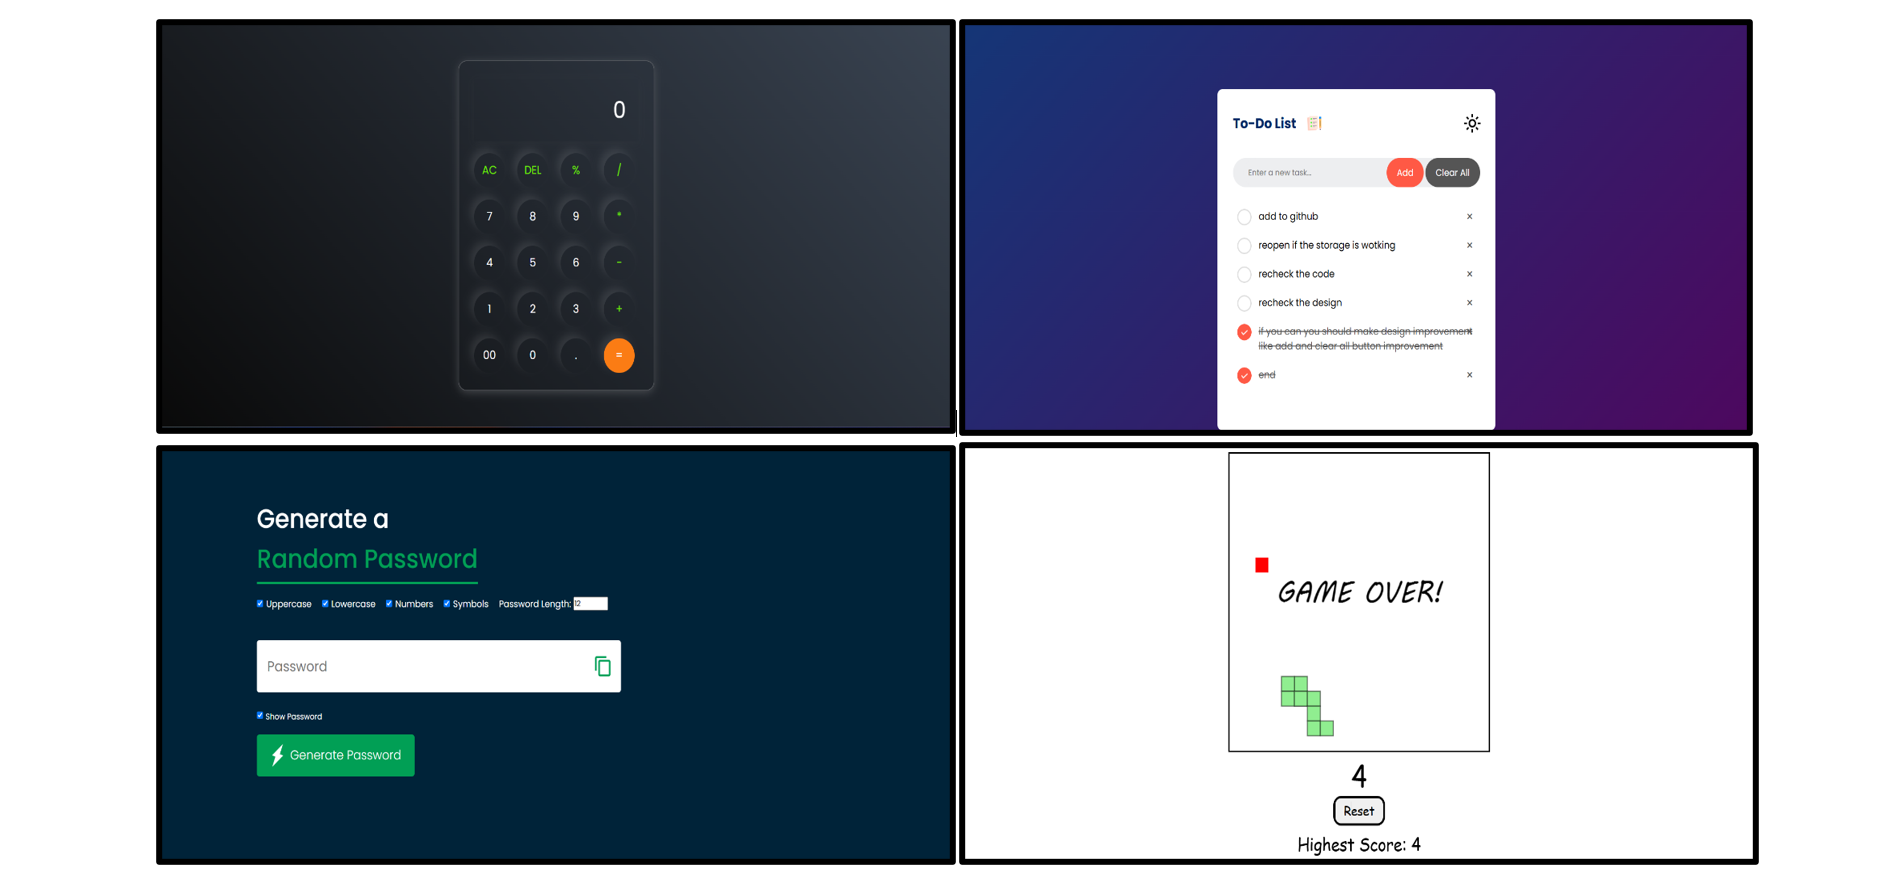 0
AC DEL % /
7 8 9 *
4 5 6 -
1 2 3 +
00 0 . =
To-Do List
Enter a new task... Add Clear All
add to github x
reopen if the storage is wotking x
recheck the code x
recheck the design x
if you can you should make design improvement x
like add and clear all button improvement
end x
Generate a
Random Password
Uppercase Lowercase Numbers Symbols Password Length: 12
Password
Show Password
Generate Password
GAME OVER!
4
Reset
Highest Score: 4